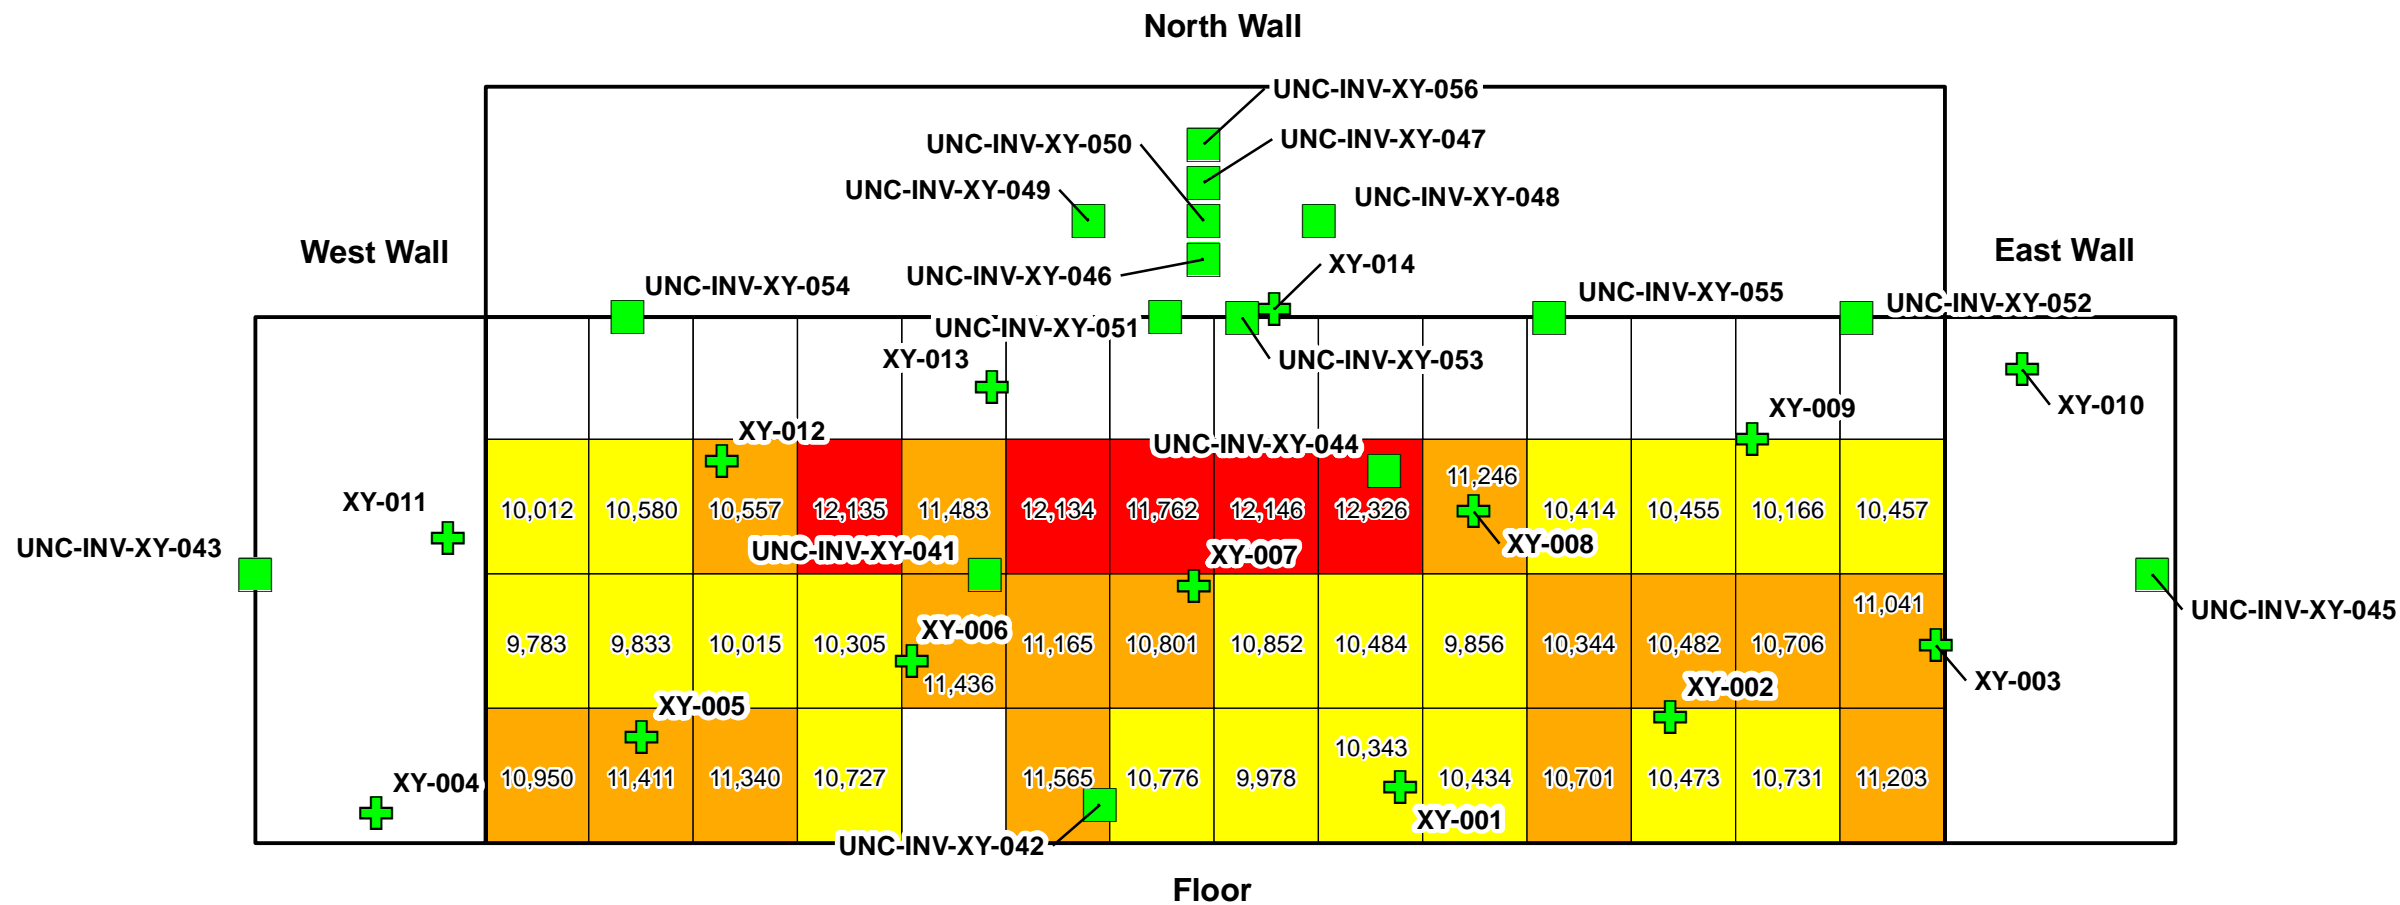 North Wall
UNC-INV-XY-056
UNC-INV-XY-050
UNC-INV-XY-047
UNC-INV-XY-049
UNC-INV-XY-048
West Wall
East Wall
UNC-INV-XY-046
XY-014
UNC-INV-XY-054
UNC-INV-XY-055
UNC-INV-XY-052
UNC-INV-XY-051
XY-013
UNC-INV-XY-053
XY-010
XY-009
XY-012
UNC-INV-XY-044
XY-011
11,246
10,012 10,580 10,557 12,135 11,483 12,134 11,762 12,146 12,326 10,414 10,455 10,166 10,457
UNC-INV-XY-043
UNC-INV-XY-041
XY-007
XY-008
11,041
UNC-INV-XY-045
XY-006
9,783 9,833 10,015 10,305 11,165 10,801 10,852 10,484 9,856 10,344 10,482 10,706
11,436
XY-002
XY-003
XY-005
10,343
XY-004
10,950 11,411 11,340 10,727 11,565 10,776 9,978 10,434 10,701 10,473 10,731 11,203
XY-001
UNC-INV-XY-042
Floor